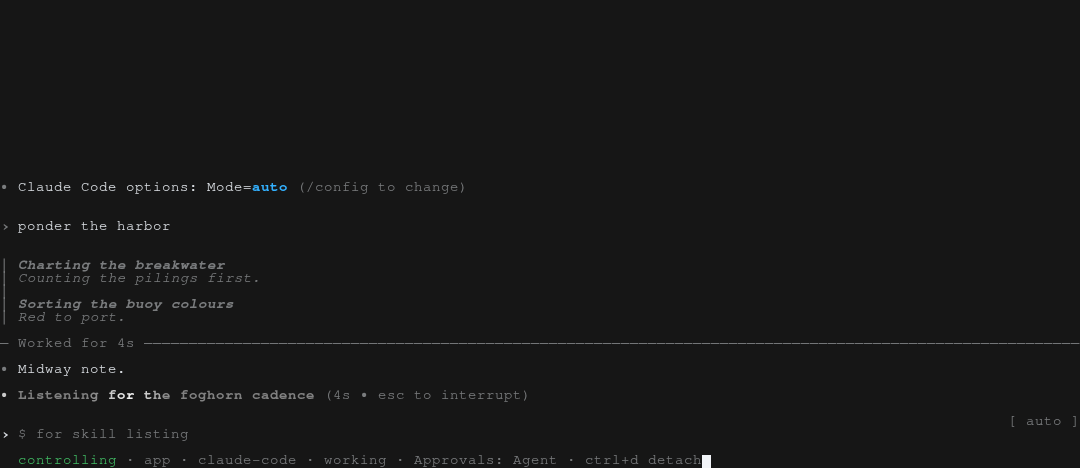 • Claude Code options: Mode=auto (/config to change)
› ponder the harbor
│ Charting the breakwater
│ Counting the pilings first.
│
│ Sorting the buoy colours
│ Red to port.
─ Worked for 4s ────────────────────────────────────────
• Midway note.
• Listening for the foghorn cadence (4s • esc to interrupt)
[ auto ]
› $ for skill listing
controlling · app · claude-code · working · Approvals: Agent · ctrl+d detach